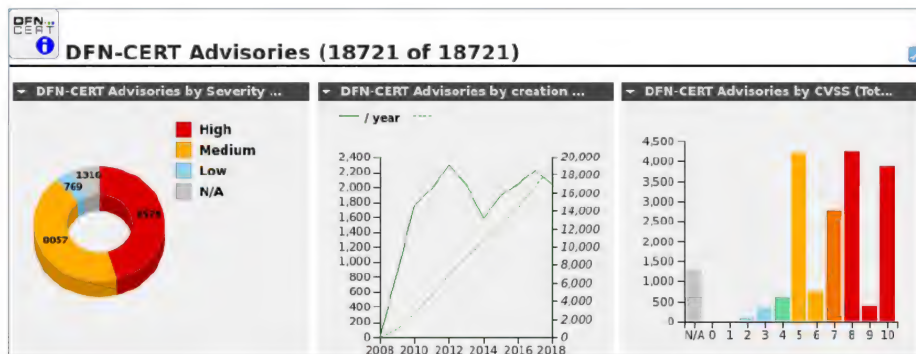 DFN
CERT
DFN-CERT Advisories (18721 of 18721)
DFN-CERT Advisories by Severity ...
High
Medium
Low
N/A
1310
769
8057
DFN-CERT Advisories by creation ...
/ year
2,400
2,200
2,000
1,800
1,600
1,400
1,200
1,000
800
600
400
200
0
20,000
18,000
16,000
14,000
12,000
10,000
8,000
6,000
4,000
2,000
0
2008 2010 2012 2014 2016 2018
DFN-CERT Advisories by CVSS (Tot...
4,500
4,000
3,500
3,000
2,500
2,000
1,500
1,000
500
0
N/A 0 1 2 3 4 5 6 7 8 9 10